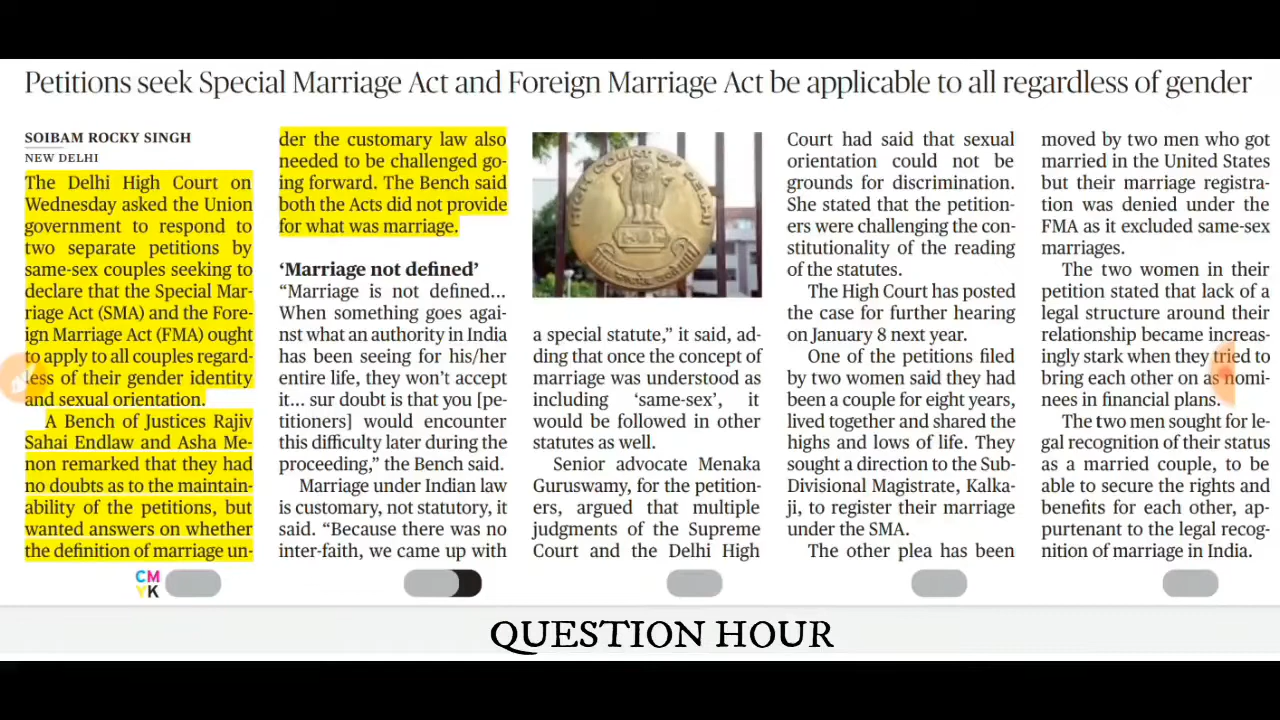 Petitions seek Special Marriage Act and Foreign Marriage Act be applicable to all regardless of gender
SOIBAM ROCKY SINGH
NEW DELHI
The Delhi High Court on
Wednesday asked the Union
government to respond to
two separate petitions by
same-sex couples seeking to
declare that the Special Mar-
riage Act (SMA) and the Fore-
ign Marriage Act (FMA) ought
to apply to all couples regard-
less of their gender identity
and sexual orientation.
A Bench of Justices Rajiv
Sahai Endlaw and Asha Me-
non remarked that they had
no doubts as to the maintain-
ability of the petitions, but
wanted answers on whether
the definition of marriage un-
der the customary law also
needed to be challenged go-
ing forward. The Bench said
both the Acts did not provide
for what was marriage.
‘Marriage not defined’
“Marriage is not defined...
When something goes agai-
nst what an authority in India
has been seeing for his/her
entire life, they won’t accept
it... sur doubt is that you [pe-
titioners] would encounter
this difficulty later during the
proceeding,” the Bench said.
Marriage under Indian law
is customary, not statutory, it
said. “Because there was no
inter-faith, we came up with
HIGH COURT OF DELHI
a special statute,” it said, ad-
ding that once the concept of
marriage was understood as
including ‘same-sex’, it
would be followed in other
statutes as well.
Senior advocate Menaka
Guruswamy, for the petition-
ers, argued that multiple
judgments of the Supreme
Court and the Delhi High
Court had said that sexual
orientation could not be
grounds for discrimination.
She stated that the petition-
ers were challenging the con-
stitutionality of the reading
of the statutes.
The High Court has posted
the case for further hearing
on January 8 next year.
One of the petitions filed
by two women said they had
been a couple for eight years,
lived together and shared the
highs and lows of life. They
sought a direction to the Sub-
Divisional Magistrate, Kalka-
ji, to register their marriage
under the SMA.
The other plea has been
moved by two men who got
married in the United States
but their marriage registra-
tion was denied under the
FMA as it excluded same-sex
marriages.
The two women in their
petition stated that lack of a
legal structure around their
relationship became increas-
ingly stark when they tried to
bring each other on as nomi-
nees in financial plans.
The two men sought for le-
gal recognition of their status
as a married couple, to be
able to secure the rights and
benefits for each other, ap-
purtenant to the legal recog-
nition of marriage in India.
CM
YK
QUESTION HOUR